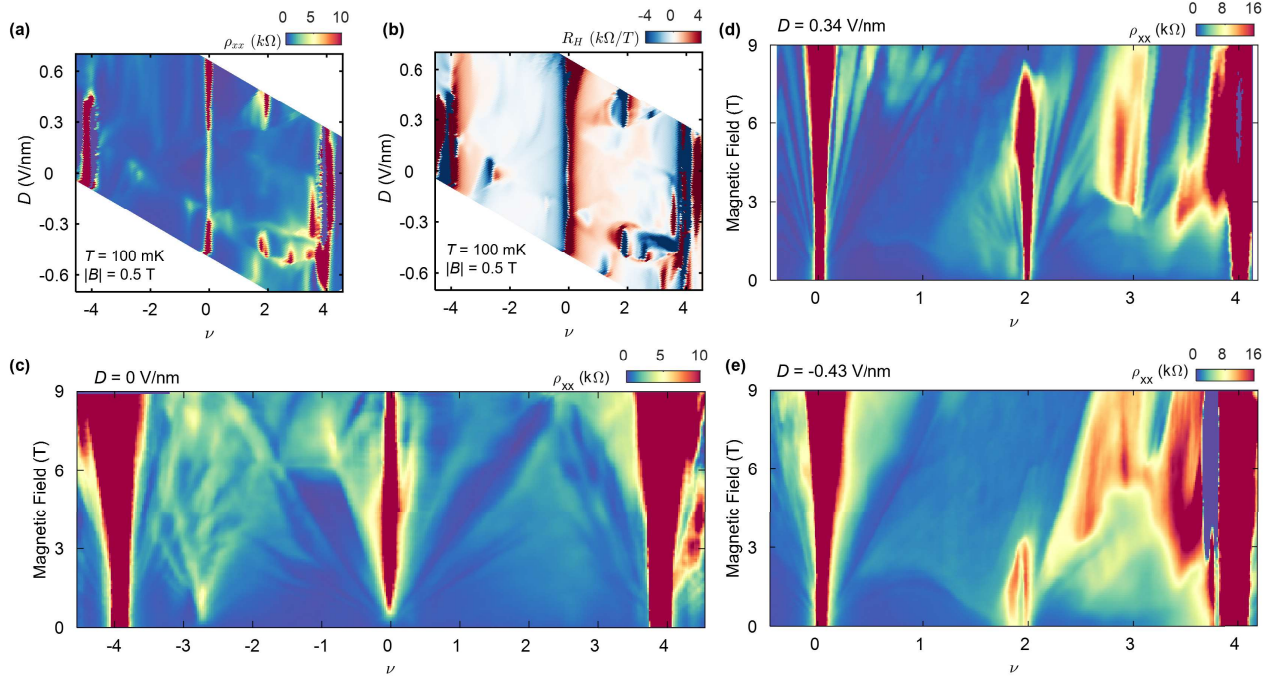 (a)
ρxx (kΩ)
0 5 10
D (V/nm)
0.6
0.3
0
-0.3
-0.6
T = 100 mK
|B| = 0.5 T
-4 -2 0 2 4
ν
(b)
-4 0 4
RH (kΩ/T)
D (V/nm)
0.6
0.3
0
-0.3
-0.6
T = 100 mK
|B| = 0.5 T
-4 -2 0 2 4
ν
(c)
D = 0 V/nm
ρxx (kΩ)
0 5 10
Magnetic Field (T)
9
6
3
0
-4 -3 -2 -1 0 1 2 3 4
ν
(d)
D = 0.34 V/nm
ρxx (kΩ)
0 8 16
Magnetic Field (T)
9
6
3
0
0 1 2 3 4
ν
(e)
D = -0.43 V/nm
ρxx (kΩ)
0 8 16
Magnetic Field (T)
9
6
3
0
0 1 2 3 4
ν